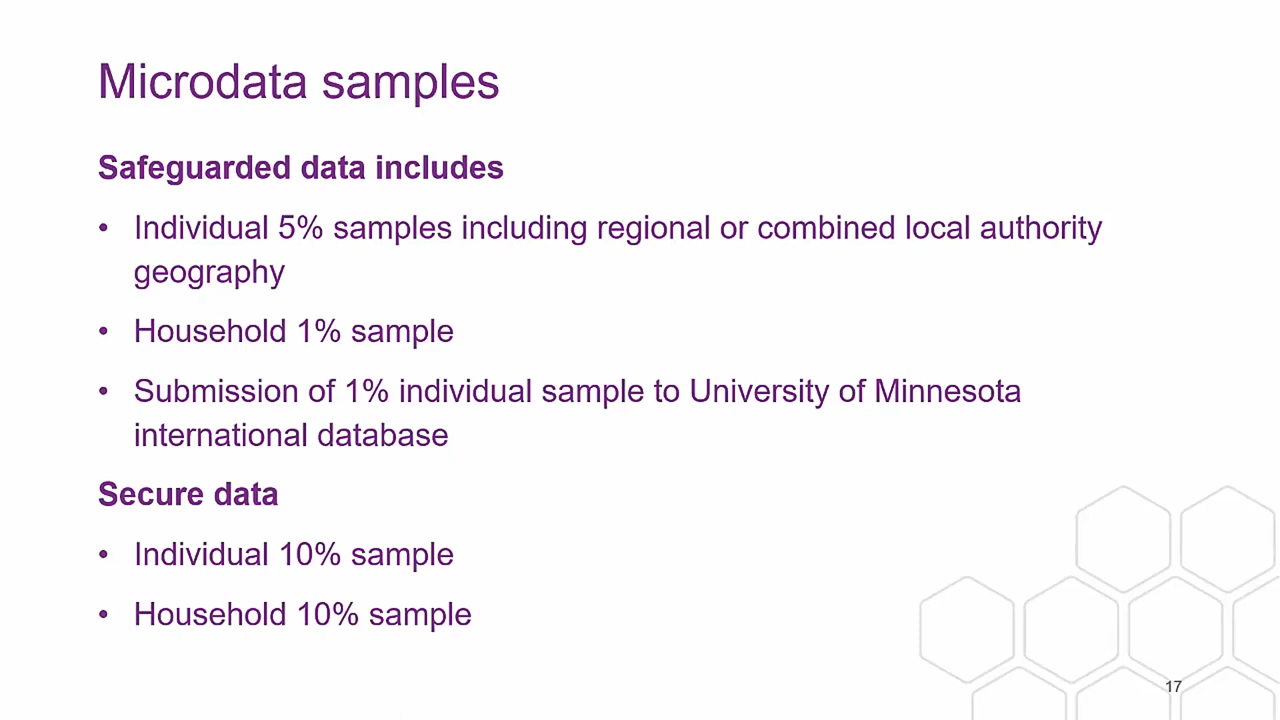 Microdata samples
Safeguarded data includes
• Individual 5% samples including regional or combined local authority
geography
• Household 1% sample
• Submission of 1% individual sample to University of Minnesota
international database
Secure data
• Individual 10% sample
• Household 10% sample
17